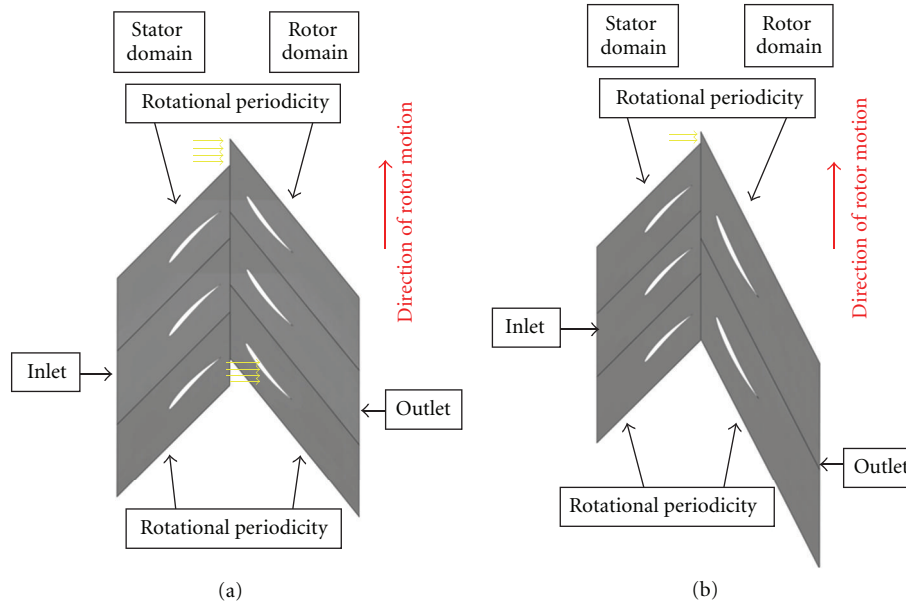 Stator
domain
Rotor
domain
Rotational periodicity
Direction of rotor motion
Inlet
Outlet
Rotational periodicity
(a)
Stator
domain
Rotor
domain
Rotational periodicity
Direction of rotor motion
Inlet
Outlet
Rotational periodicity
(b)